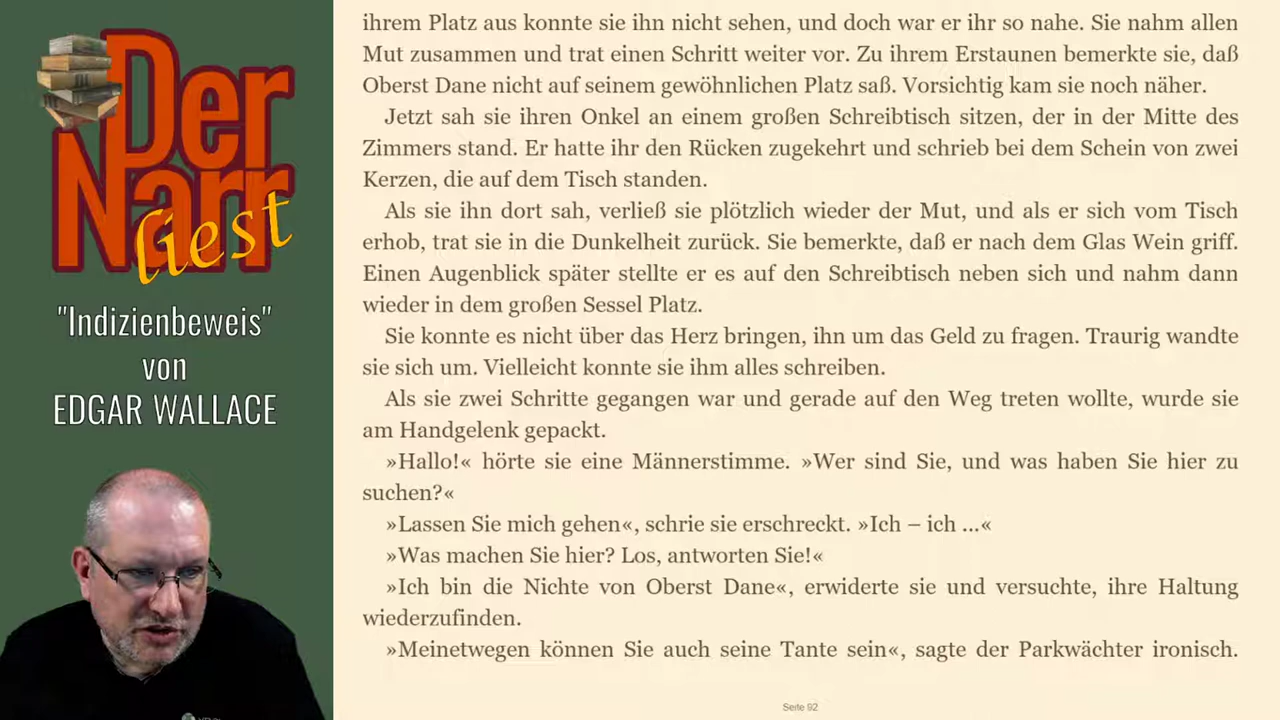 Der
Narr
liest
"Indizienbeweis"
von
EDGAR WALLACE
ihrem Platz aus konnte sie ihn nicht sehen, und doch war er ihr so nahe. Sie nahm allen
Mut zusammen und trat einen Schritt weiter vor. Zu ihrem Erstaunen bemerkte sie, daß
Oberst Dane nicht auf seinem gewöhnlichen Platz saß. Vorsichtig kam sie noch näher.
Jetzt sah sie ihren Onkel an einem großen Schreibtisch sitzen, der in der Mitte des
Zimmers stand. Er hatte ihr den Rücken zugekehrt und schrieb bei dem Schein von zwei
Kerzen, die auf dem Tisch standen.
Als sie ihn dort sah, verließ sie plötzlich wieder der Mut, und als er sich vom Tisch
erhob, trat sie in die Dunkelheit zurück. Sie bemerkte, daß er nach dem Glas Wein griff.
Einen Augenblick später stellte er es auf den Schreibtisch neben sich und nahm dann
wieder in dem großen Sessel Platz.
Sie konnte es nicht über das Herz bringen, ihn um das Geld zu fragen. Traurig wandte
sie sich um. Vielleicht konnte sie ihm alles schreiben.
Als sie zwei Schritte gegangen war und gerade auf den Weg treten wollte, wurde sie
am Handgelenk gepackt.
»Hallo!« hörte sie eine Männerstimme. »Wer sind Sie, und was haben Sie hier zu
suchen?«
»Lassen Sie mich gehen«, schrie sie erschreckt. »Ich – ich ...«
»Was machen Sie hier? Los, antworten Sie!«
»Ich bin die Nichte von Oberst Dane«, erwiderte sie und versuchte, ihre Haltung
wiederzufinden.
»Meinetwegen können Sie auch seine Tante sein«, sagte der Parkwächter ironisch.
Seite 92